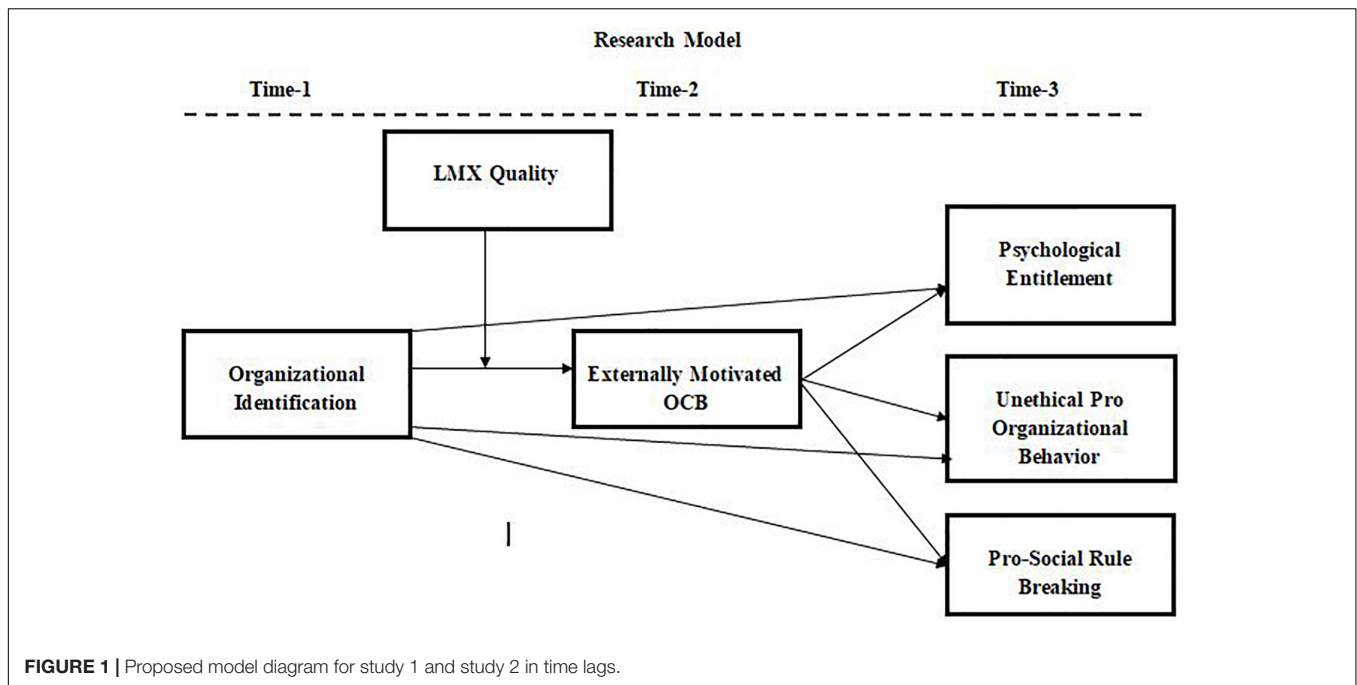 Research Model
Time-1 Time-2 Time-3
LMX Quality
Psychological
Entitlement
Organizational
Identification
Externally Motivated
OCB
Unethical Pro
Organizational
Behavior
Pro-Social Rule
Breaking
FIGURE 1 | Proposed model diagram for study 1 and study 2 in time lags.